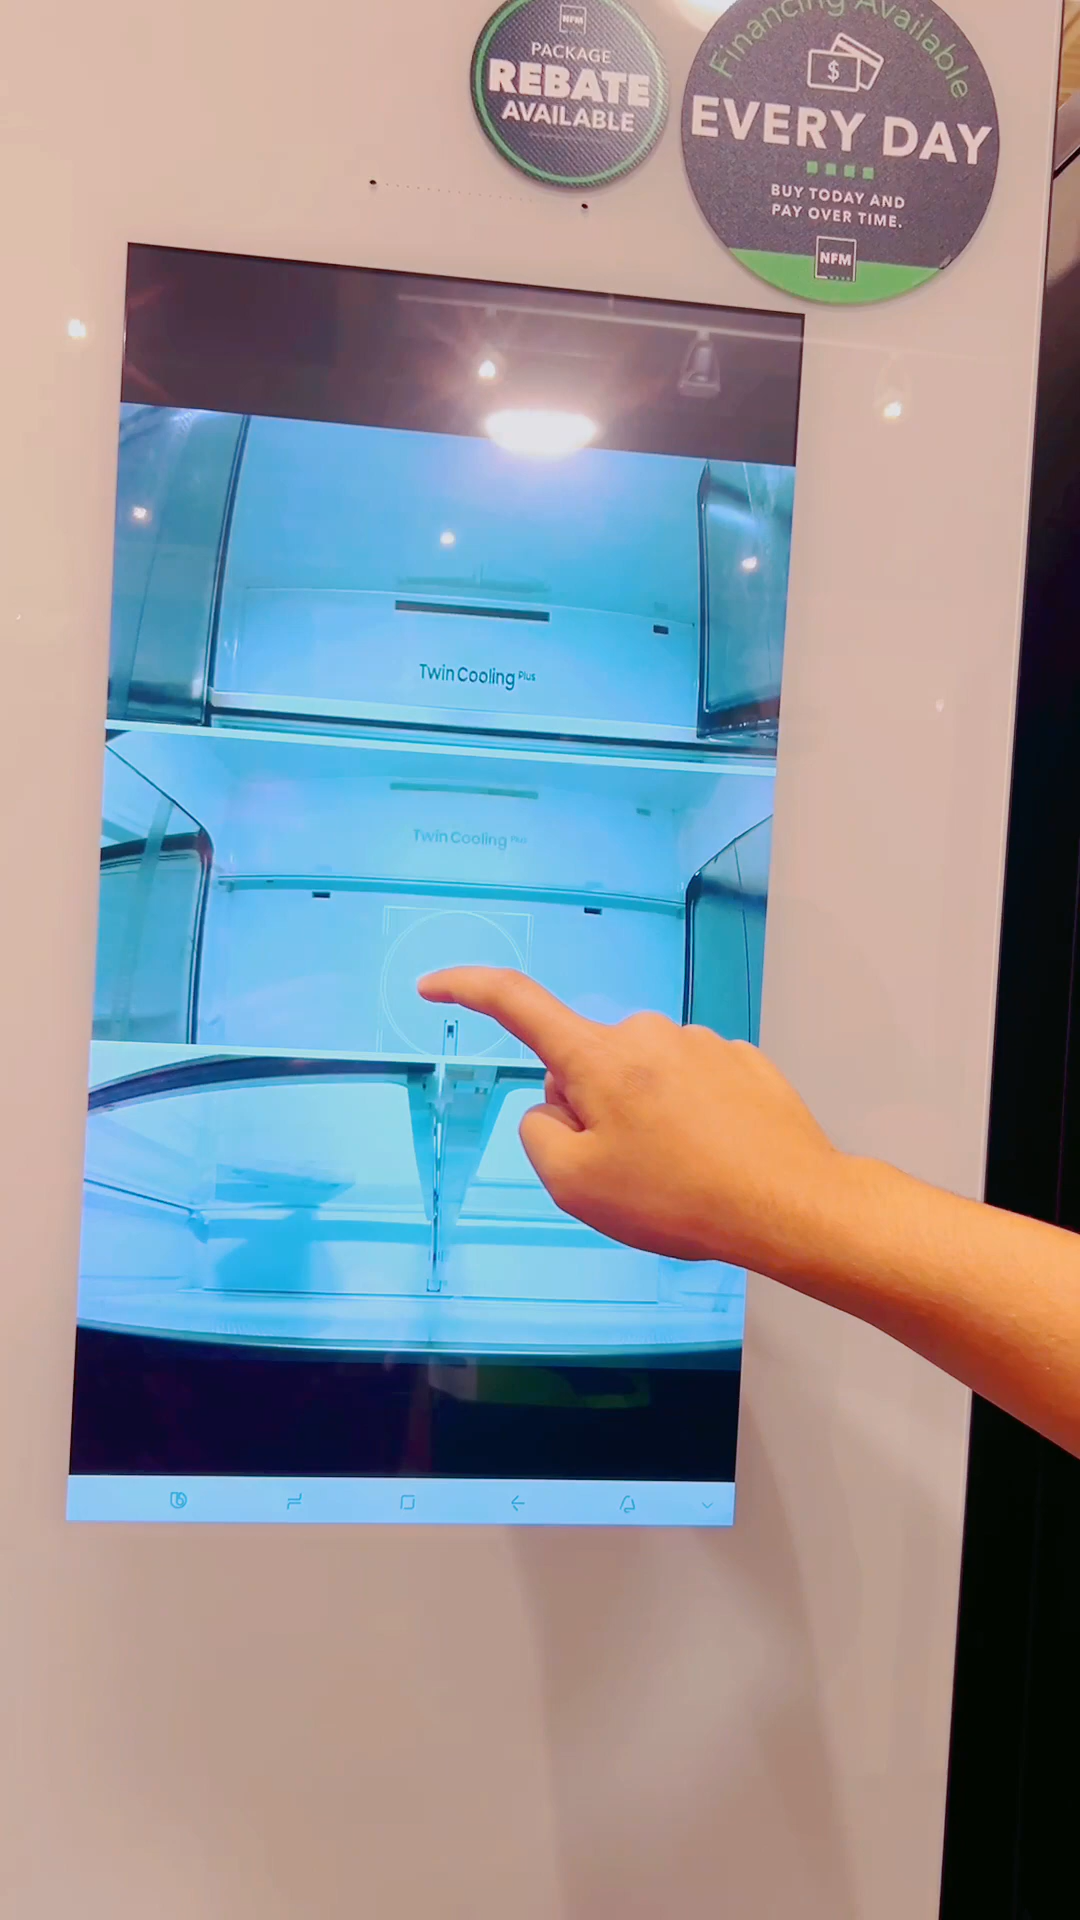 NFM
PACKAGE
REBATE
AVAILABLE
Financing Available
$
EVERY DAY
BUY TODAY AND
PAY OVER TIME.
NFM
Twin Cooling Plus
Twin Cooling Plus